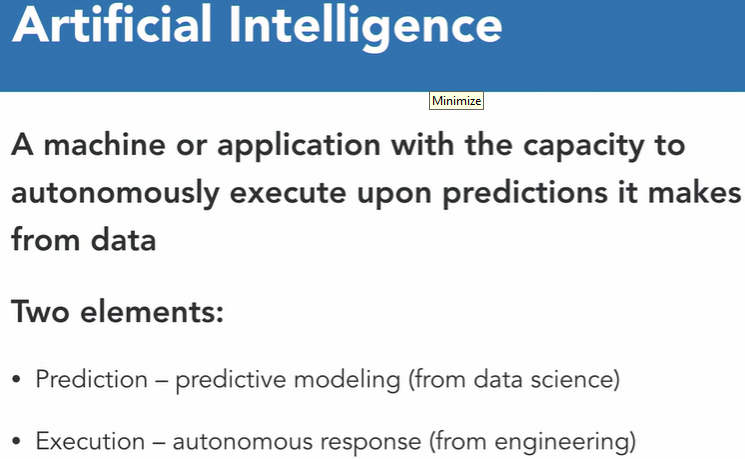 Artificial Intelligence
Minimize
A machine or application with the capacity to
autonomously execute upon predictions it makes
from data
Two elements:
• Prediction – predictive modeling (from data science)
• Execution – autonomous response (from engineering)